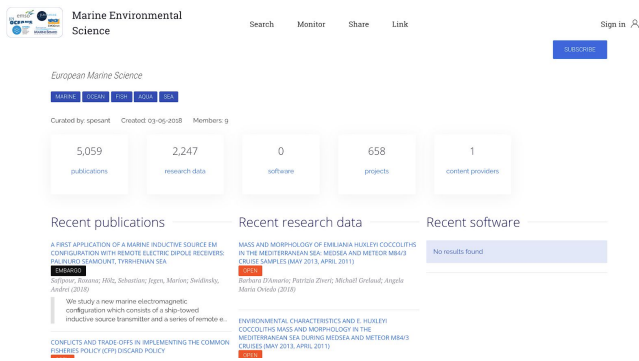 Marine Environmental
Science
Search
Monitor
Share
Link
Sign in
SUBSCRIBE
European Marine Science
MARINE
OCEAN
FISH
AQUA
SEA
Curated by: spesant Created: 03-05-2018 Members: 9
5,059
publications
2,247
research data
0
software
658
projects
1
content providers
Recent publications
A FIRST APPLICATION OF A MARINE INDUCTIVE SOURCE EM
CONFIGURATION WITH REMOTE ELECTRIC DIPOLE RECEIVERS:
PALINURO SEAMOUNT, TYRRHENIAN SEA
EMBARGO
Safipour, Roxana; Hölz, Sebastian; Jegen, Marion; Swidinsky,
Andrei (2018)
We study a new marine electromagnetic
configuration which consists of a ship-towed
inductive source transmitter and a series of remote e...
CONFLICTS AND TRADE-OFFS IN IMPLEMENTING THE COMMON
FISHERIES POLICY (CFP) DISCARD POLICY
Recent research data
MASS AND MORPHOLOGY OF EMILIANIA HUXLEYI COCCOLITHS
IN THE MEDITERRANEAN SEA: MEDSEA AND METEOR M84/3
CRUISE SAMPLES (MAY 2013, APRIL 2011)
OPEN
Barbara D'Amario; Patrizia Ziveri; Michaël Grelaud; Angela
Maria Oviedo (2018)
ENVIRONMENTAL CHARACTERISTICS AND E. HUXLEYI
COCCOLITHS MASS AND MORPHOLOGY IN THE
MEDITERRANEAN SEA DURING MEDSEA AND METEOR M84/3
CRUISES (MAY 2013, APRIL 2011)
OPEN
Recent software
No results found